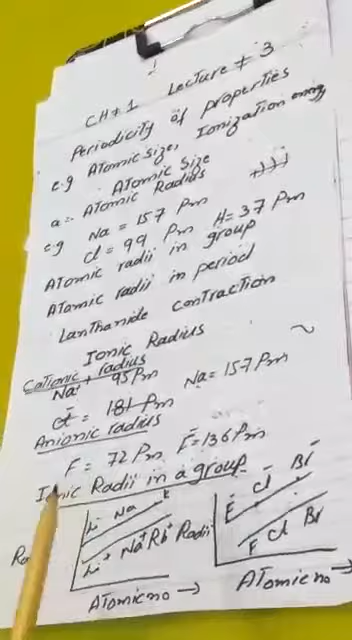 CH#1 Lecture # 3
Periodicity of properties
e.g Atomic size, Ionization energy
Atomic Size
a:- Atomic Radius
e.g Na = 157 Pm
Cl = 99 Pm H = 37 Pm
Atomic radii in group
Atomic radii in period
Lanthanide contraction
Ionic Radius
Cationic radius
Na⁺ 95 Pm Na = 157 Pm
Cl⁻ = 181 Pm
Anionic radius
F = 72 Pm F⁻ = 136 Pm
Ionic Radii in a group.
Li Na K
Li⁺ Na⁺ Rb⁺
Atomic no →
Radii
F⁻ Cl⁻ Br⁻
F Cl Br
Atomic no →